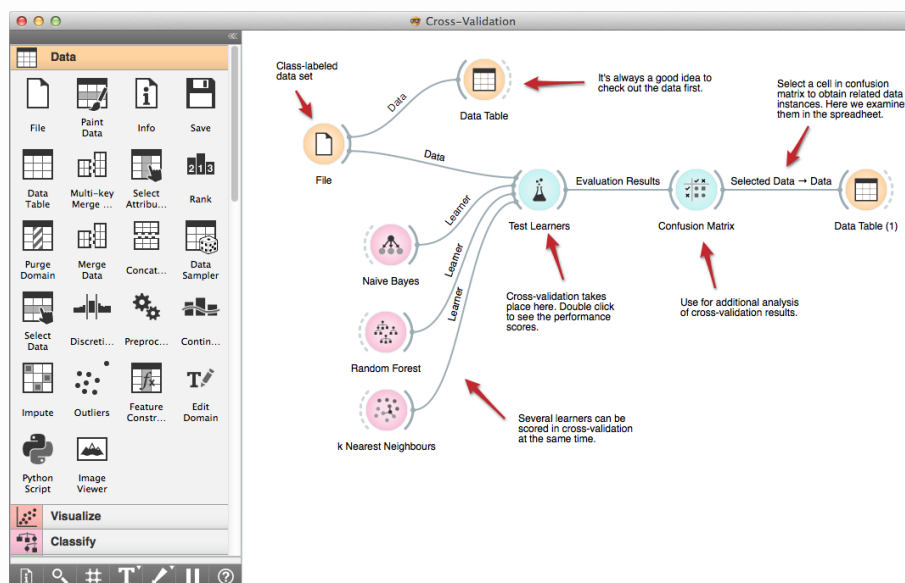 Cross-Validation
Data
File
Paint
Data
Info
Save
Data
Table
Multi-key
Merge ...
Select
Attribu...
Rank
Purge
Domain
Merge
Data
Concat...
Data
Sampler
Select
Data
Discreti...
Preproc...
Contin...
Impute
Outliers
Feature
Constr...
Edit
Domain
Python
Script
Image
Viewer
Visualize
Classify
Class-labeled
data set
File
Data
Data
Data Table
It's always a good idea to
check out the data first.
Select a cell in confusion
matrix to obtain related data
instances. Here we examine
them in the spreadheet.
Learner
Learner
Learner
Naive Bayes
Random Forest
k Nearest Neighbours
Test Learners
Evaluation Results
Confusion Matrix
Selected Data → Data
Data Table (1)
Cross-validation takes
place here. Double click
to see the performance
scores.
Use for additional analysis
of cross-validation results.
Several learners can be
scored in cross-validation
at the same time.